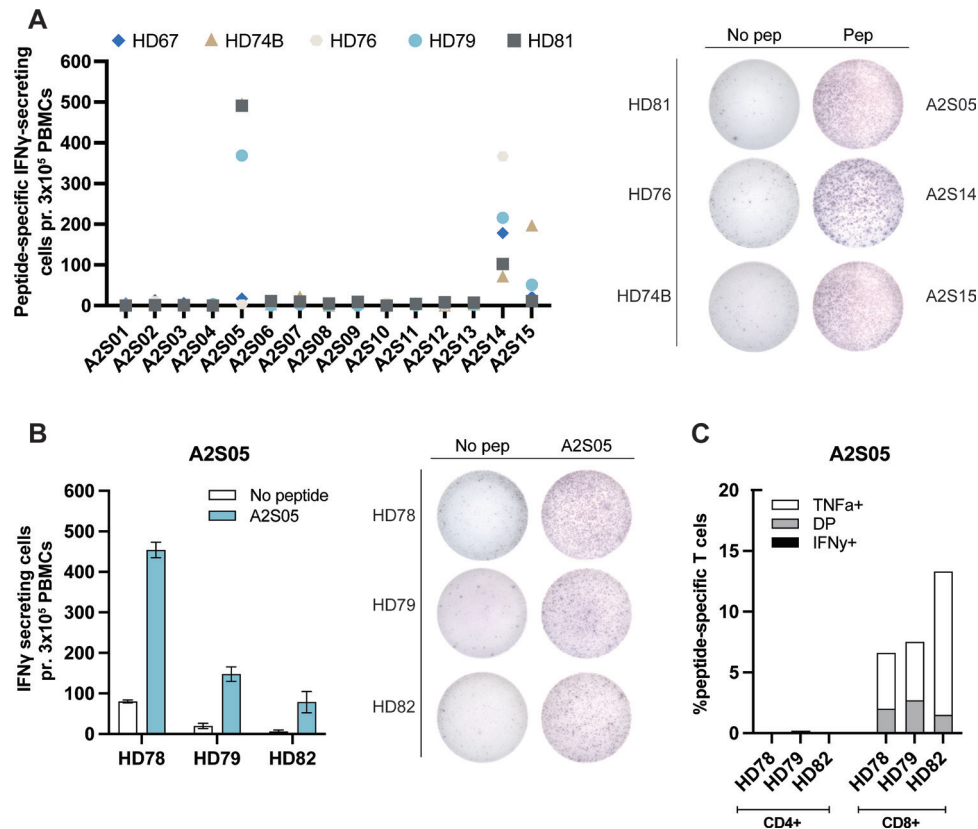 A
HD67 HD74B HD76 HD79 HD81
Peptide-specific IFNγ-secreting
cells pr. 3x10⁵ PBMCs
600
500
400
300
200
100
0
A2S01 A2S02 A2S03 A2S04 A2S05 A2S06 A2S07 A2S08 A2S09 A2S10 A2S11 A2S12 A2S13 A2S14 A2S15
No pep Pep
HD81 A2S05
HD76 A2S14
HD74B A2S15
B
A2S05
IFNγ secreting cells
pr. 3x10⁵ PBMCs
600
500
400
300
200
100
0
No peptide
A2S05
HD78 HD79 HD82
No pep A2S05
HD78
HD79
HD82
C
A2S05
%peptide-specific T cels
20
15
10
5
0
TNFa+
DP
IFNy+
HD78 HD79 HD82 HD78 HD79 HD82
CD4+ CD8+